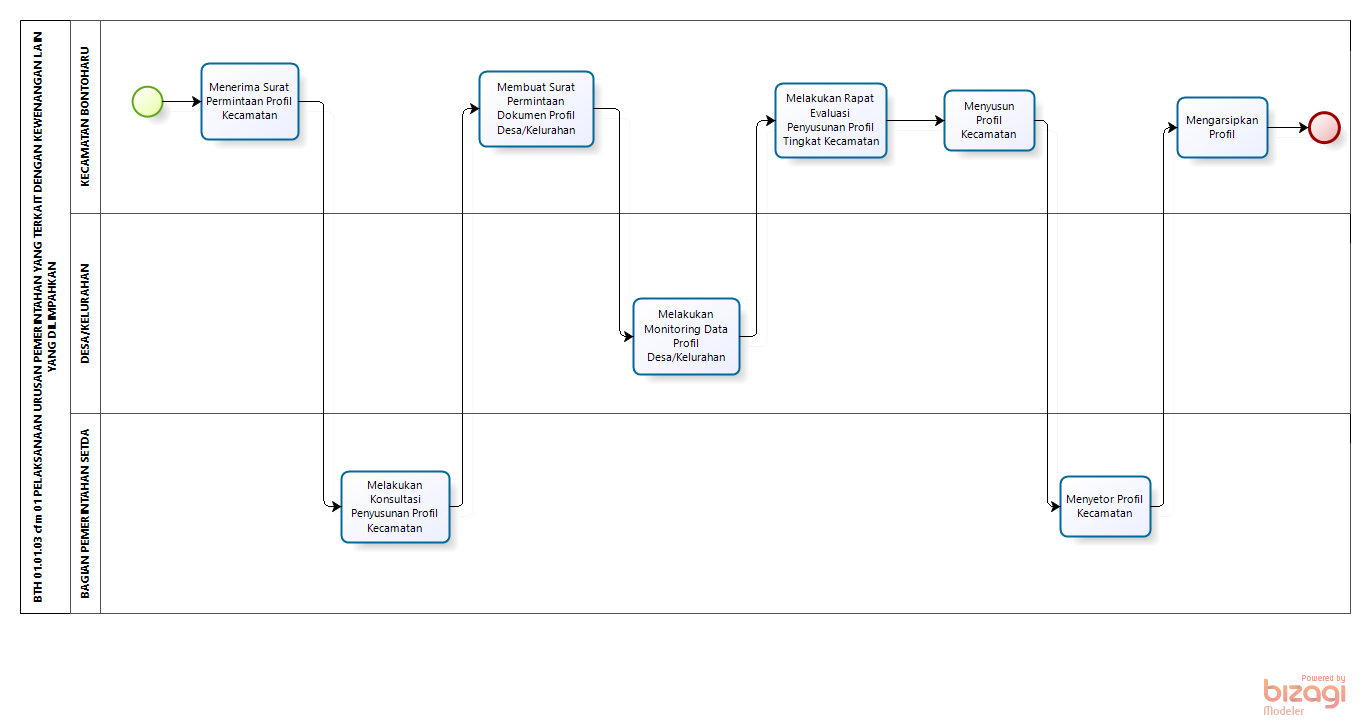 BTH 01.01.03 cfm 01 PELAKSANAAN URUSAN PEMERINTAHAN YANG TERKAIT DENGAN KEWENANGAN LAIN
YANG DILIMPAHKAN
KECAMATAN BONTOHARU
Menerima Surat
Permintaan Profil
Kecamatan
Membuat Surat
Permintaan
Dokumen Profil
Desa/Kelurahan
Melakukan Rapat
Evaluasi
Penyusunan Profil
Tingkat Kecamatan
Menyusun
Profil
Kecamatan
Mengarsipkan
Profil
DESA/KELURAHAN
Melakukan
Monitoring Data
Profil
Desa/Kelurahan
BAGIAN PEMERINTAHAN SETDA
Melakukan
Konsultasi
Penyusunan Profil
Kecamatan
Menyetor Profil
Kecamatan
Powered by
bizagi
Modeler